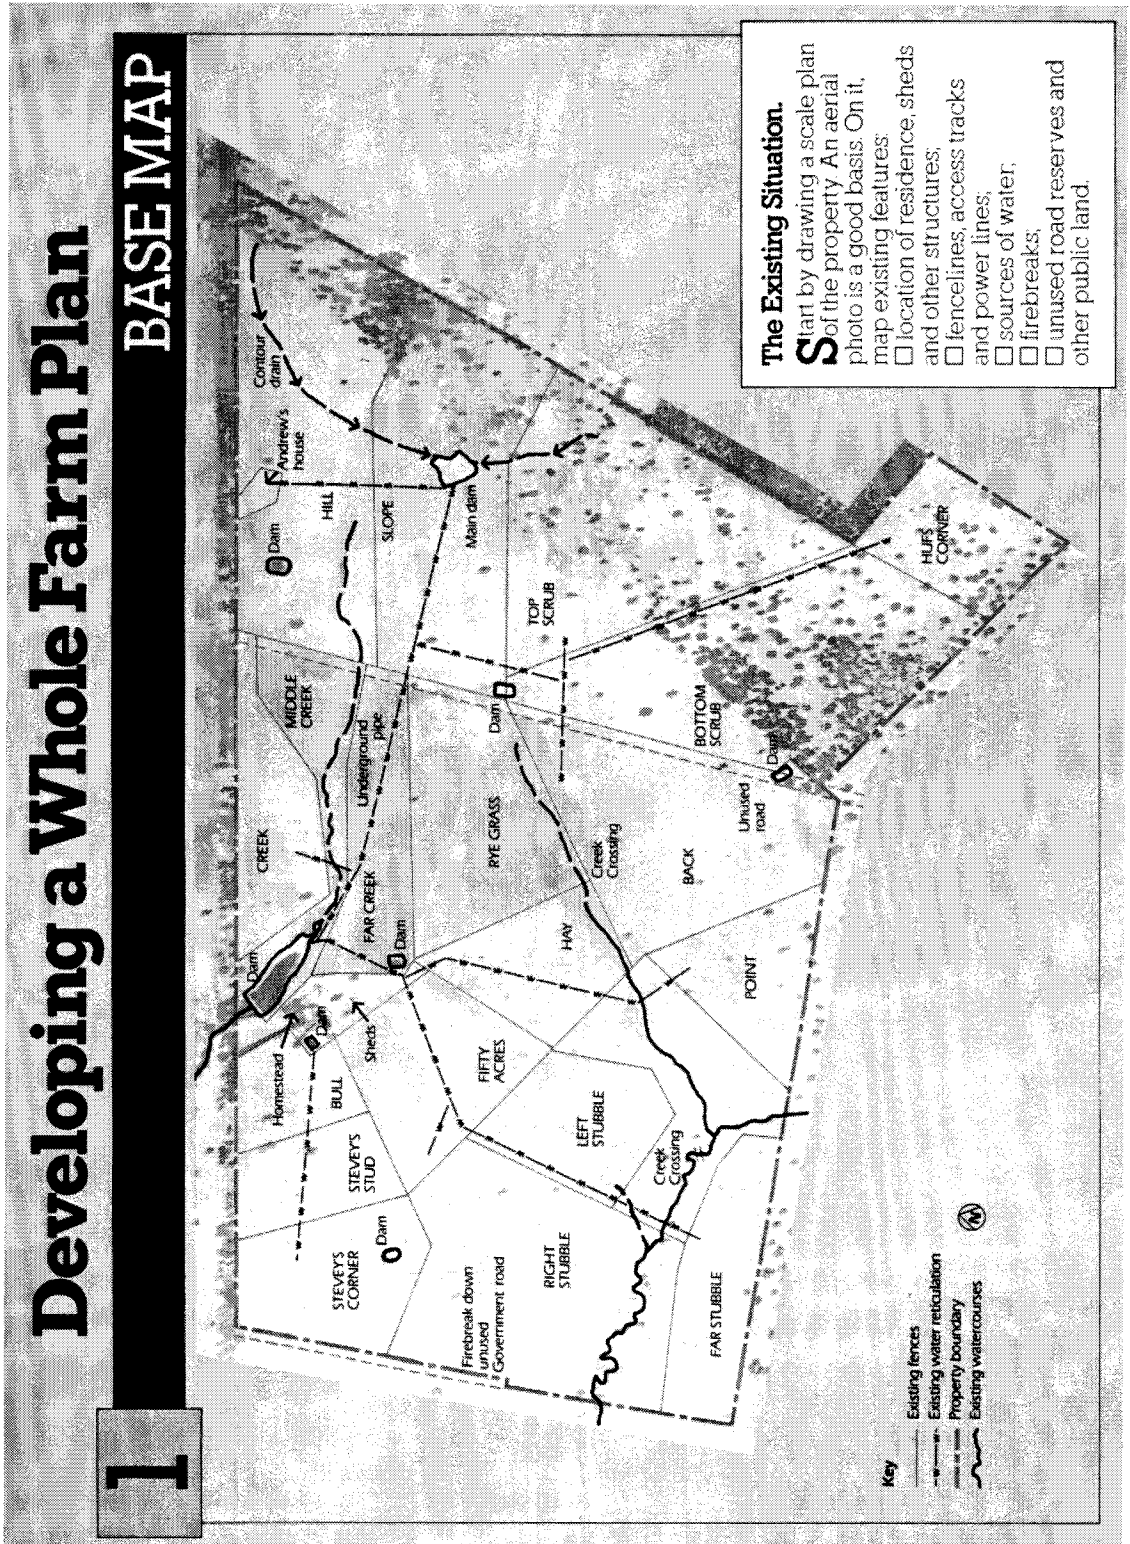 Developing a Whole Farm Plan
1
BASE MAP
The Existing Situation.
Start by drawing a scale plan
of the property. An aerial
photo is a good basis. On it,
map existing features:
☐ location of residence, sheds
and other structures;
☐ fencelines, access tracks
and power lines;
☐ sources of water;
☐ firebreaks;
☐ unused road reserves and
other public land.
Contour
drain
Andrew's
house
Dam
HILL
SLOPE
Main dam
MIDDLE
CREEK
CREEK
Underground
pipe
TOP
SCRUB
HUFS
CORNER
Dam
Dam
FAR CREEK
Dam
RYE GRASS
Creek
Crossing
BOTTOM
SCRUB
Dam
Unused
road
BACK
HAY
POINT
Homestead
Dam
Sheds
BULL
FIFTY
ACRES
STEVEY'S
STUD
LEFT
STUBBLE
Creek
Crossing
STEVEY'S
CORNER
Dam
RIGHT
STUBBLE
Firebreak down
unused
Government road
FAR STUBBLE
Key
Existing fences
Existing water reticulation
Property boundary
Existing watercourses
N